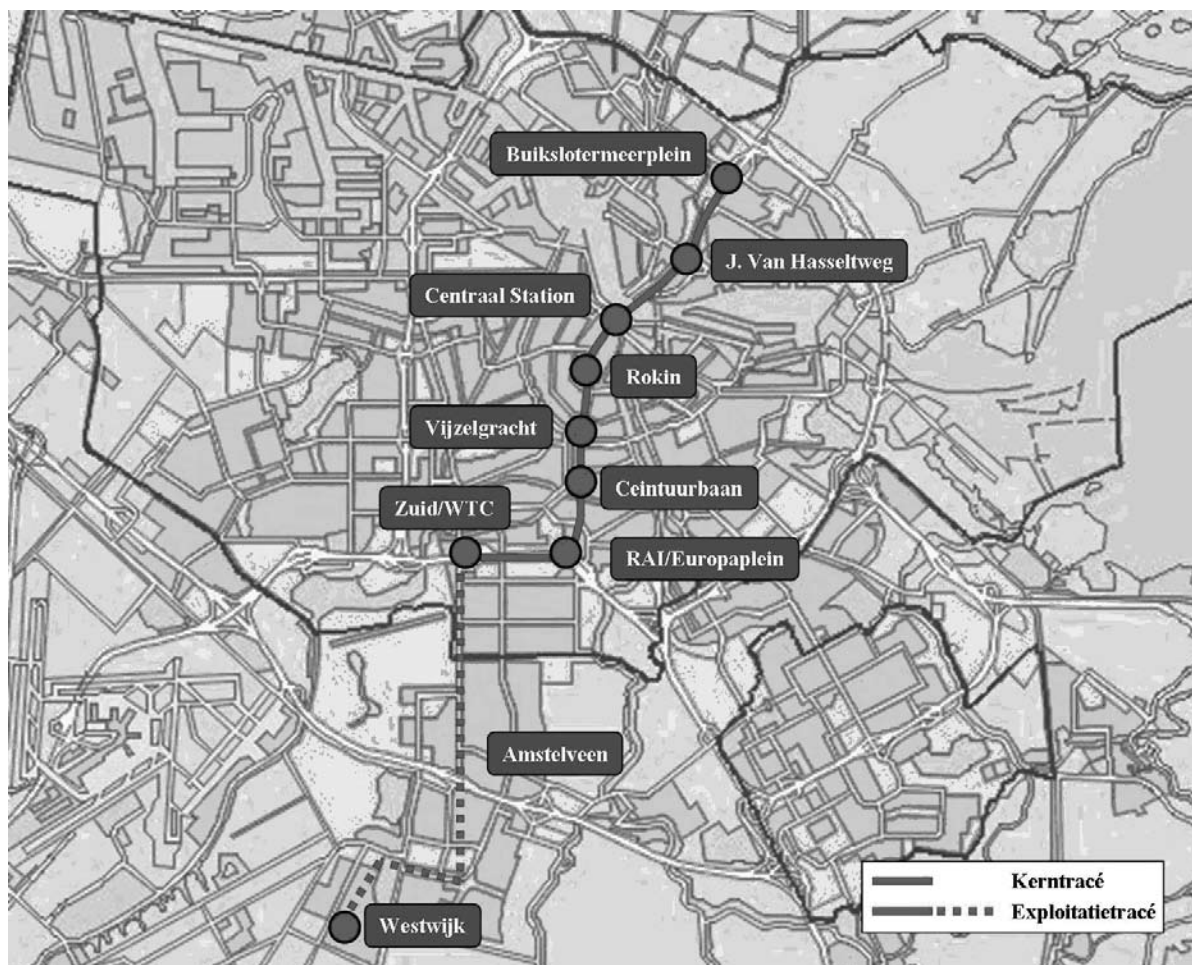 Buikslotermeerplein
J. Van Hasseltweg
Centraal Station
Rokin
Vijzelgracht
Ceintuurbaan
Zuid/WTC
RAI/Europaplein
Amstelveen
Westwijk
Kerntracé
Exploitatietracé